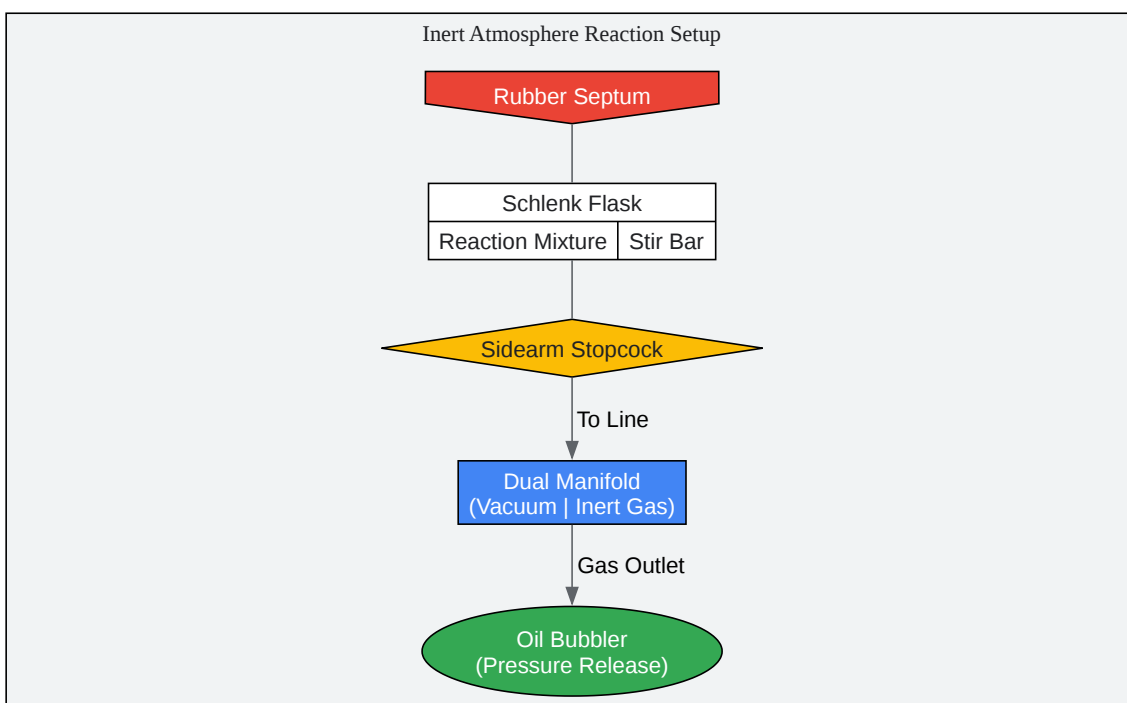 Inert Atmosphere Reaction Setup
Rubber Septum
Schlenk Flask
Reaction Mixture
Stir Bar
Sidearm Stopcock
To Line
Dual Manifold
(Vacuum | Inert Gas)
Gas Outlet
Oil Bubbler
(Pressure Release)